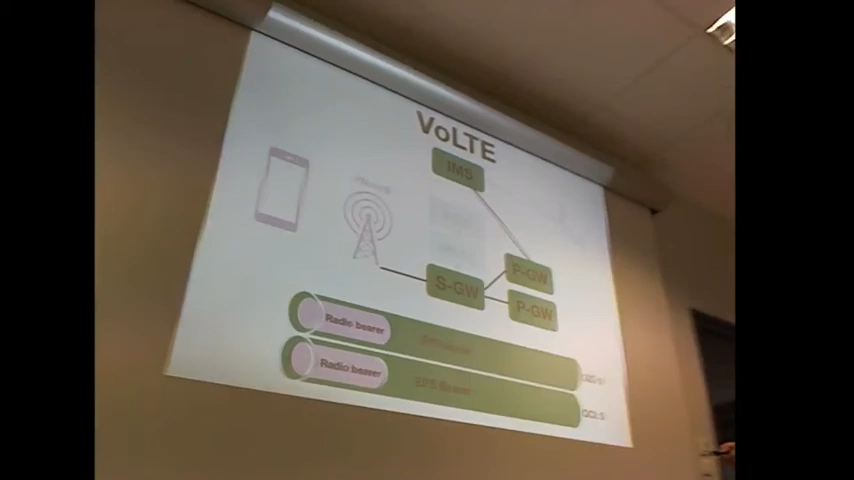 VoLTE
IMS
P-GW
S-GW
P-GW
Radio bearer
Radio bearer
EPS Bearer